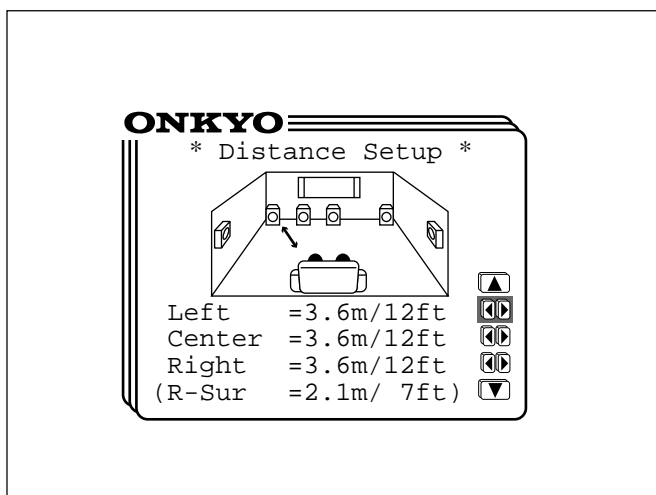 ONKYO
* Distance Setup *
Left =3.6m/12ft
Center =3.6m/12ft
Right =3.6m/12ft
(R-Sur =2.1m/ 7ft)